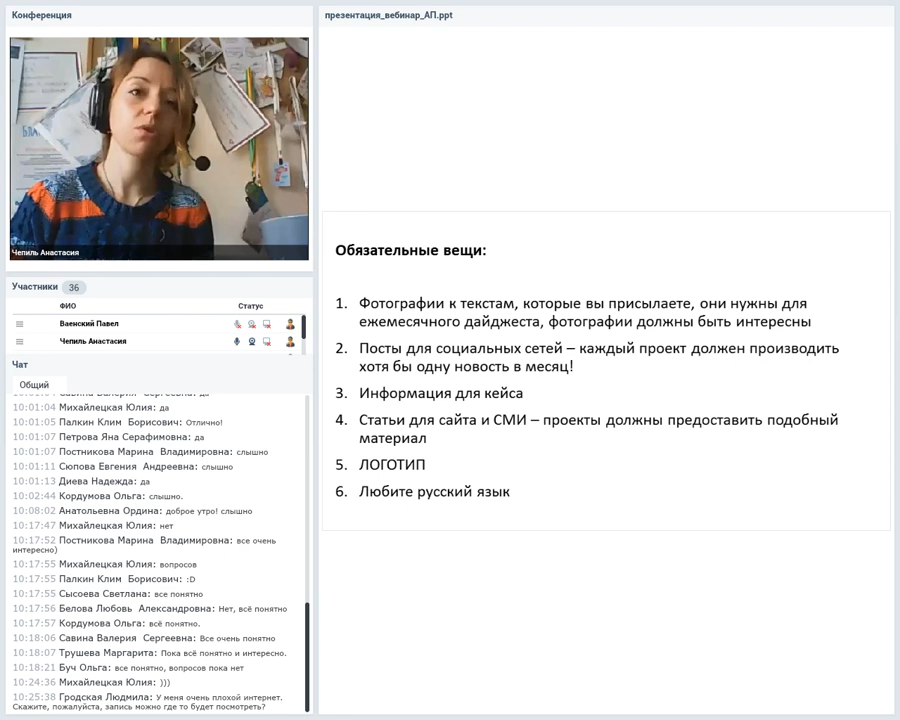 Конференция
Чепиль Анастасия
Участники 36
ФИО Статус
Ваенский Павел
Чепиль Анастасия
Чат
Общий
10:01:04 Михайлецкая Юлия: да
10:01:05 Палкин Клим Борисович: Отлично!
10:01:07 Петрова Яна Серафимовна: да
10:01:07 Постникова Марина Владимировна: слышно
10:01:11 Сюпова Евгения Андреевна: слышно
10:01:13 Диева Надежда: да
10:02:44 Кордумова Ольга: слышно.
10:08:02 Анатольевна Ордина: доброе утро! слышно
10:17:47 Михайлецкая Юлия: нет
10:17:52 Постникова Марина Владимировна: все очень
интересно)
10:17:55 Михайлецкая Юлия: вопросов
10:17:55 Палкин Клим Борисович: :D
10:17:55 Сысоева Светлана: все понятно
10:17:56 Белова Любовь Александровна: Нет, всё понятно
10:17:57 Кордумова Ольга: всё понятно.
10:18:06 Савина Валерия Сергеевна: Все очень понятно
10:18:07 Трушева Маргарита: Пока всё понятно и интересно.
10:18:21 Буч Ольга: все понятно, вопросов пока нет
10:24:36 Михайлецкая Юлия: )))
10:25:38 Гродская Людмила: У меня очень плохой интернет.
Скажите, пожалуйста, запись можно где то будет посмотреть?
презентация_вебинар_АП.ppt
Обязательные вещи:
1. Фотографии к текстам, которые вы присылаете, они нужны для
ежемесячного дайджеста, фотографии должны быть интересны
2. Посты для социальных сетей – каждый проект должен производить
хотя бы одну новость в месяц!
3. Информация для кейса
4. Статьи для сайта и СМИ – проекты должны предоставить подобный
материал
5. ЛОГОТИП
6. Любите русский язык